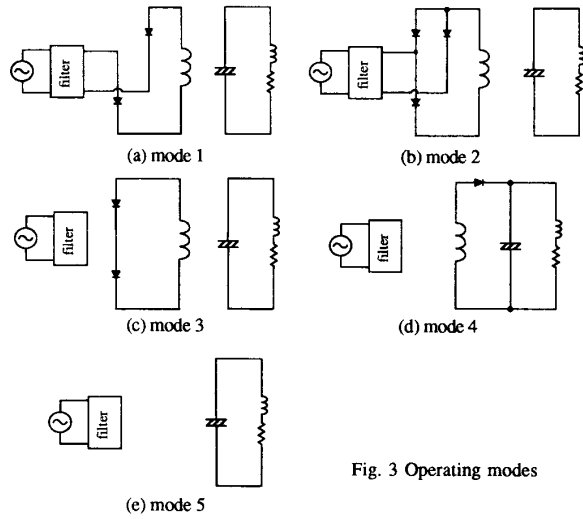 filter
filter
(a) mode 1
(b) mode 2
filter
filter
(c) mode 3
(d) mode 4
filter
Fig. 3 Operating modes
(e) mode 5